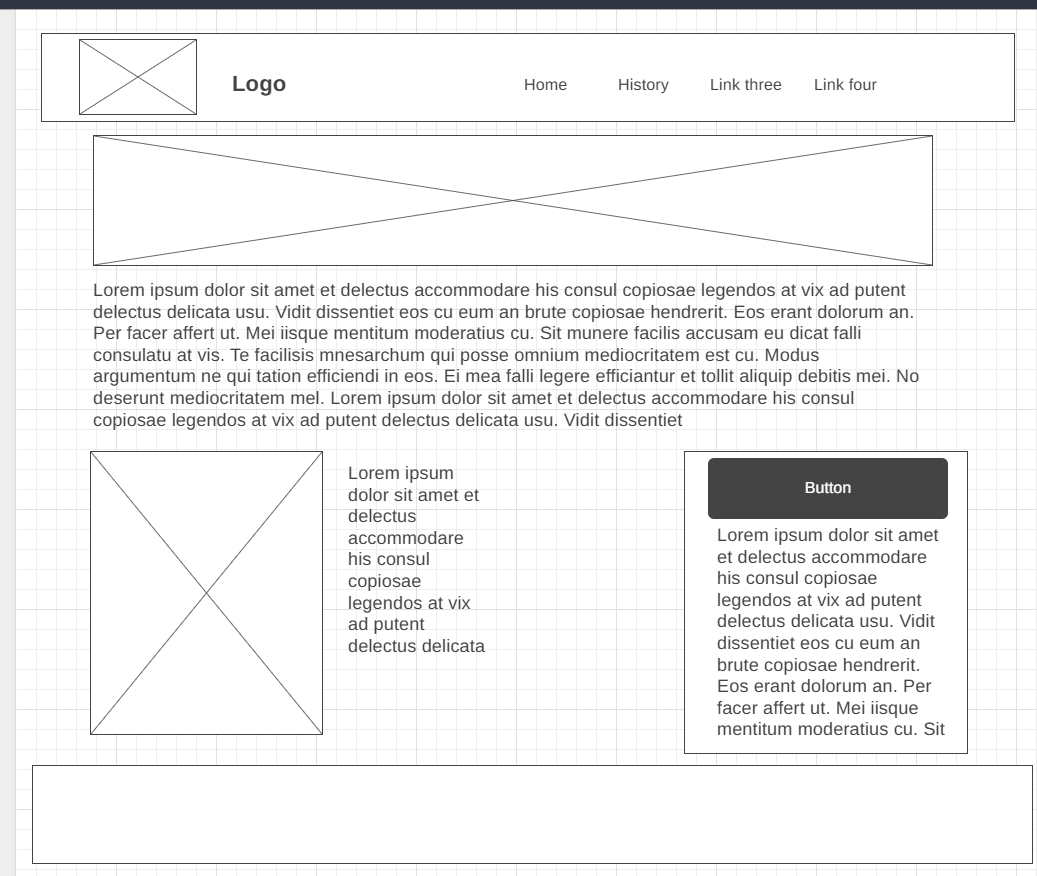 Logo
Home History Link three Link four
Lorem ipsum dolor sit amet et delectus accommodare his consul copiosae legendos at vix ad putent
delectus delicata usu. Vidit dissentiet eos cu eum an brute copiosae hendrerit. Eos erant dolorum an.
Per facer affert ut. Mei iisque mentitum moderatius cu. Sit munere facilis accusam eu dicat falli
consulatu at vis. Te facilisis mnesarchum qui posse omnium mediocritatem est cu. Modus
argumentum ne qui tation efficiendi in eos. Ei mea falli legere efficiantur et tollit aliquip debitis mei. No
deserunt mediocritatem mel. Lorem ipsum dolor sit amet et delectus accommodare his consul
copiosae legendos at vix ad putent delectus delicata usu. Vidit dissentiet
Lorem ipsum
dolor sit amet et
delectus
accommodare
his consul
copiosae
legendos at vix
ad putent
delectus delicata
Button
Lorem ipsum dolor sit amet
et delectus accommodare
his consul copiosae
legendos at vix ad putent
delectus delicata usu. Vidit
dissentiet eos cu eum an
brute copiosae hendrerit.
Eos erant dolorum an. Per
facer affert ut. Mei iisque
mentitum moderatius cu. Sit